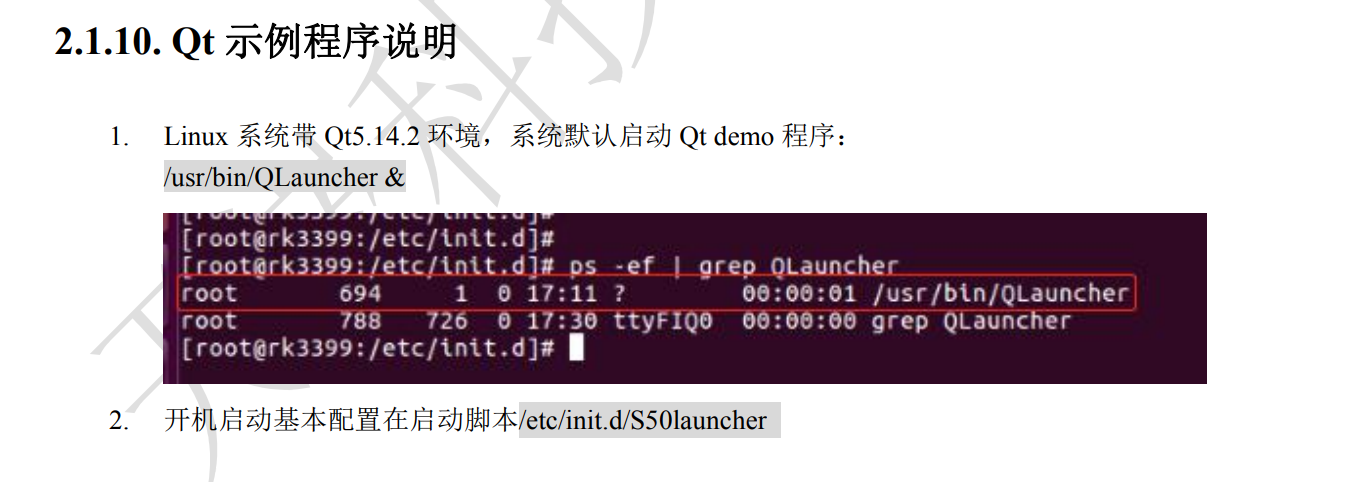 2.1.10. Qt 示例程序说明
1. Linux 系统带 Qt5.14.2 环境，系统默认启动 Qt demo 程序：
/usr/bin/QLauncher &
[root@rk3399:/etc/init.d]#
[root@rk3399:/etc/init.d]#
[root@rk3399:/etc/init.d]# ps -ef | grep QLauncher
root 694 1 0 17:11 ? 00:00:01 /usr/bin/QLauncher
root 788 726 0 17:30 ttyFIQ0 00:00:00 grep QLauncher
[root@rk3399:/etc/init.d]#
2. 开机启动基本配置在启动脚本/etc/init.d/S50launcher